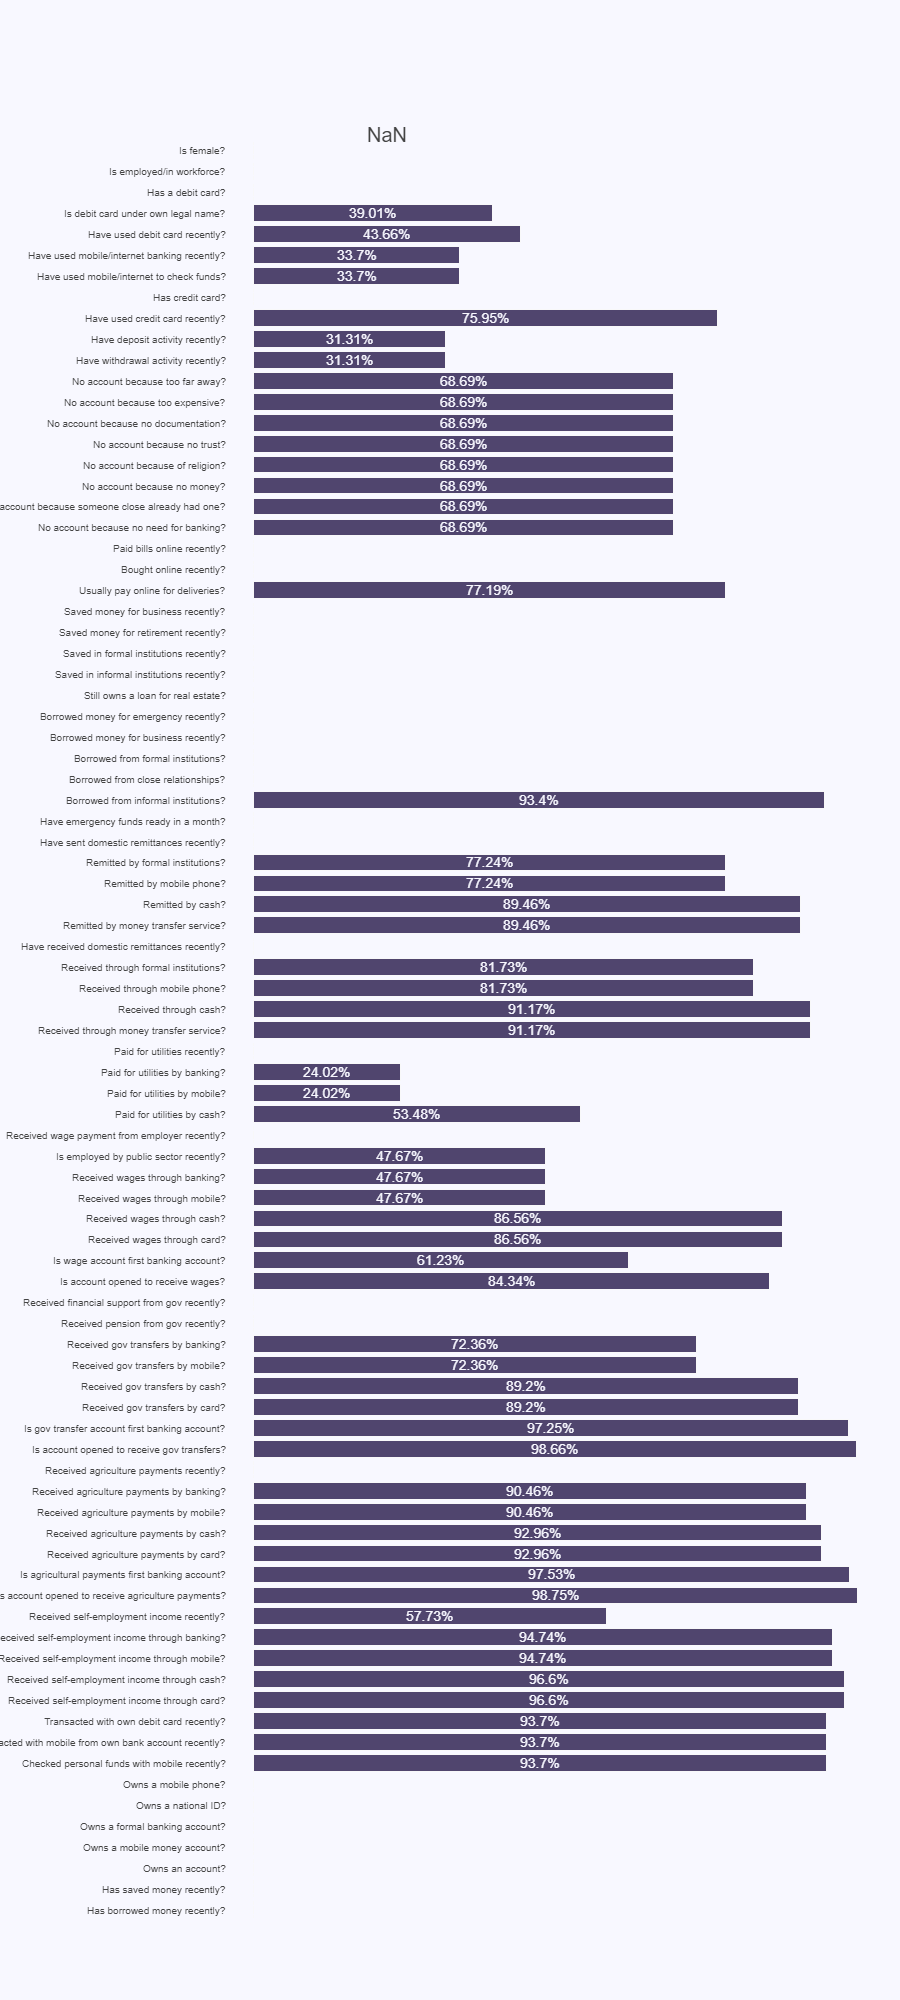 NaN
Is female?
Is employed/in workforce?
Has a debit card?
Is debit card under own legal name? 39.01%
Have used debit card recently? 43.66%
Have used mobile/internet banking recently? 33.7%
Have used mobile/internet to check funds? 33.7%
Has credit card?
Have used credit card recently? 75.95%
Have deposit activity recently? 31.31%
Have withdrawal activity recently? 31.31%
No account because too far away? 68.69%
No account because too expensive? 68.69%
No account because no documentation? 68.69%
No account because no trust? 68.69%
No account because of religion? 68.69%
No account because no money? 68.69%
account because someone close already had one? 68.69%
No account because no need for banking? 68.69%
Paid bills online recently?
Bought online recently?
Usually pay online for deliveries? 77.19%
Saved money for business recently?
Saved money for retirement recently?
Saved in formal institutions recently?
Saved in informal institutions recently?
Still owns a loan for real estate?
Borrowed money for emergency recently?
Borrowed money for business recently?
Borrowed from formal institutions?
Borrowed from close relationships?
Borrowed from informal institutions? 93.4%
Have emergency funds ready in a month?
Have sent domestic remittances recently?
Remitted by formal institutions? 77.24%
Remitted by mobile phone? 77.24%
Remitted by cash? 89.46%
Remitted by money transfer service? 89.46%
Have received domestic remittances recently?
Received through formal institutions? 81.73%
Received through mobile phone? 81.73%
Received through cash? 91.17%
Received through money transfer service? 91.17%
Paid for utilities recently?
Paid for utilities by banking? 24.02%
Paid for utilities by mobile? 24.02%
Paid for utilities by cash? 53.48%
Received wage payment from employer recently?
Is employed by public sector recently? 47.67%
Received wages through banking? 47.67%
Received wages through mobile? 47.67%
Received wages through cash? 86.56%
Received wages through card? 86.56%
Is wage account first banking account? 61.23%
Is account opened to receive wages? 84.34%
Received financial support from gov recently?
Received pension from gov recently?
Received gov transfers by banking? 72.36%
Received gov transfers by mobile? 72.36%
Received gov transfers by cash? 89.2%
Received gov transfers by card? 89.2%
Is gov transfer account first banking account? 97.25%
Is account opened to receive gov transfers? 98.66%
Received agriculture payments recently?
Received agriculture payments by banking? 90.46%
Received agriculture payments by mobile? 90.46%
Received agriculture payments by cash? 92.96%
Received agriculture payments by card? 92.96%
Is agricultural payments first banking account? 97.53%
s account opened to receive agriculture payments? 98.75%
Received self-employment income recently? 57.73%
eceived self-employment income through banking? 94.74%
Received self-employment income through mobile? 94.74%
Received self-employment income through cash? 96.6%
Received self-employment income through card? 96.6%
Transacted with own debit card recently? 93.7%
acted with mobile from own bank account recently? 93.7%
Checked personal funds with mobile recently? 93.7%
Owns a mobile phone?
Owns a national ID?
Owns a formal banking account?
Owns a mobile money account?
Owns an account?
Has saved money recently?
Has borrowed money recently?